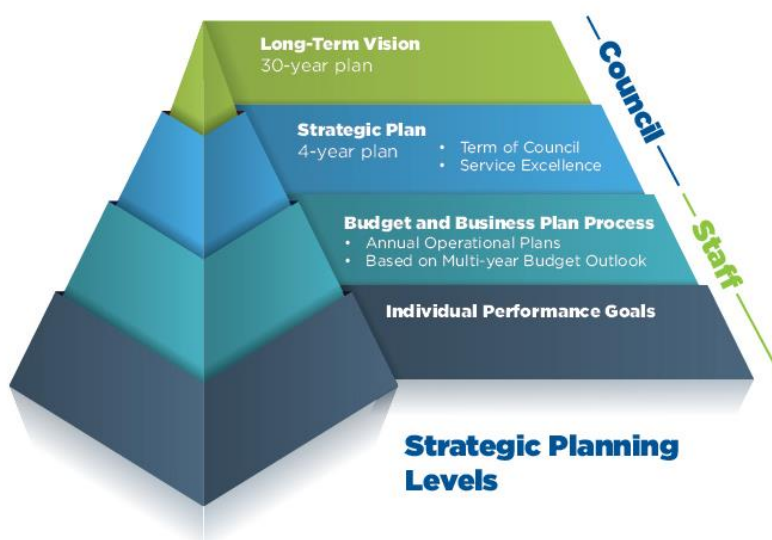 Long-Term Vision
30-year plan
Council
Strategic Plan
4-year plan
• Term of Council
• Service Excellence
Staff
Budget and Business Plan Process
• Annual Operational Plans
• Based on Multi-year Budget Outlook
Individual Performance Goals
Strategic Planning
Levels